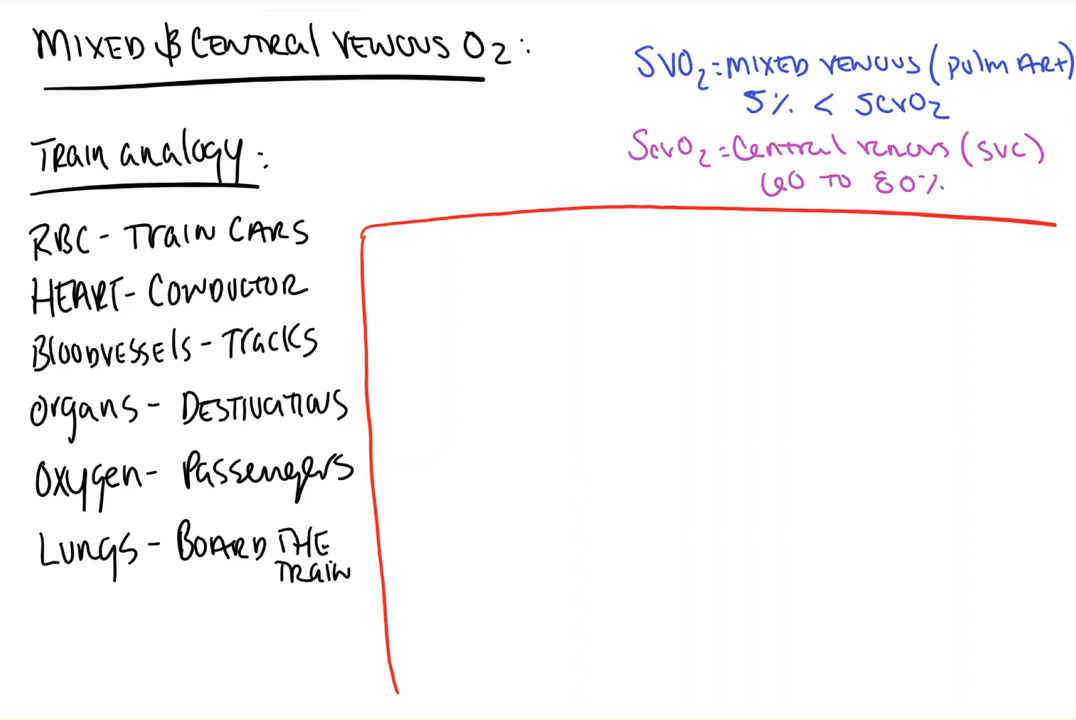 MIXED & CENTRAL VENOUS O2:
SVO2=MIXED VENOUS (pulm ART)
5% < ScvO2
Train analogy:
ScvO2=Central venous (SVC)
60 TO 80%
RBC - Train CARS
HEART - CONDUCTOR
Bloodvessels - Tracks
Organs - DESTINATIONS
Oxygen - Passengers
Lungs - BOARD THE
TRAIN